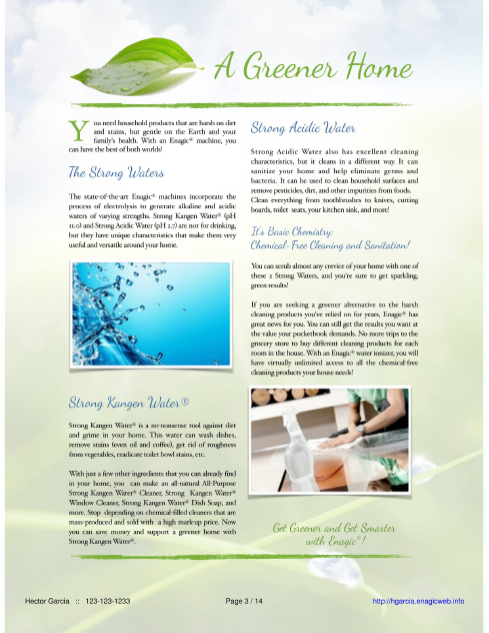 A Greener Home
You need household products that are harsh on dirt
and stains, but gentle on the Earth and your
family's health. With an Enagic® machine, you
can have the best of both worlds!
The Strong Waters
The state-of-the-art Enagic® machines incorporate the
process of electrolysis to generate alkaline and acidic
waters of varying strengths. Strong Kangen Water® (pH
11.0) and Strong Acidic Water (pH 2.7) are not for drinking,
but they have unique characteristics that make them very
useful and versatile around your home.
Strong Kangen Water®
Strong Kangen Water® is a no-nonsense tool against dirt
and grime in your home. This water can wash dishes,
remove stains (even oil and coffee), get rid of roughness
from vegetables, eradicate toilet bowl stains, etc.
With just a few other ingredients that you can already find
in your home, you can make an all-natural All-Purpose
Strong Kangen Water® Cleaner, Strong Kangen Water®
Window Cleaner, Strong Kangen Water® Dish Soap, and
more. Stop depending on chemical-filled cleaners that are
mass-produced and sold with a high mark-up price. Now
you can save money and support a greener home with
Strong Kangen Water®.
Strong Acidic Water
Strong Acidic Water also has excellent cleaning
characteristics, but it cleans in a different way. It can
sanitize your home and help eliminate germs and
bacteria. It can be used to clean household surfaces and
remove pesticides, dirt, and other impurities from foods.
Clean everything from toothbrushes to knives, cutting
boards, toilet seats, your kitchen sink, and more!
It's Basic Chemistry:
Chemical-Free Cleaning and Sanitation!
You can scrub almost any crevice of your home with one of
these 2 Strong Waters, and you're sure to get sparkling,
green results!
If you are seeking a greener alternative to the harsh
cleaning products you've relied on for years, Enagic® has
great news for you. You can still get the results you want at
the value your pocketbook demands. No more trips to the
grocery store to buy different cleaning products for each
room in the house. With an Enagic® water ionizer, you will
have virtually unlimited access to all the chemical-free
cleaning products your house needs!
Get Greener and Get Smarter
with Enagic®!
Hector Garcia :: 123-123-1233
Page 3 / 14
http://hgarcia.enagicweb.info